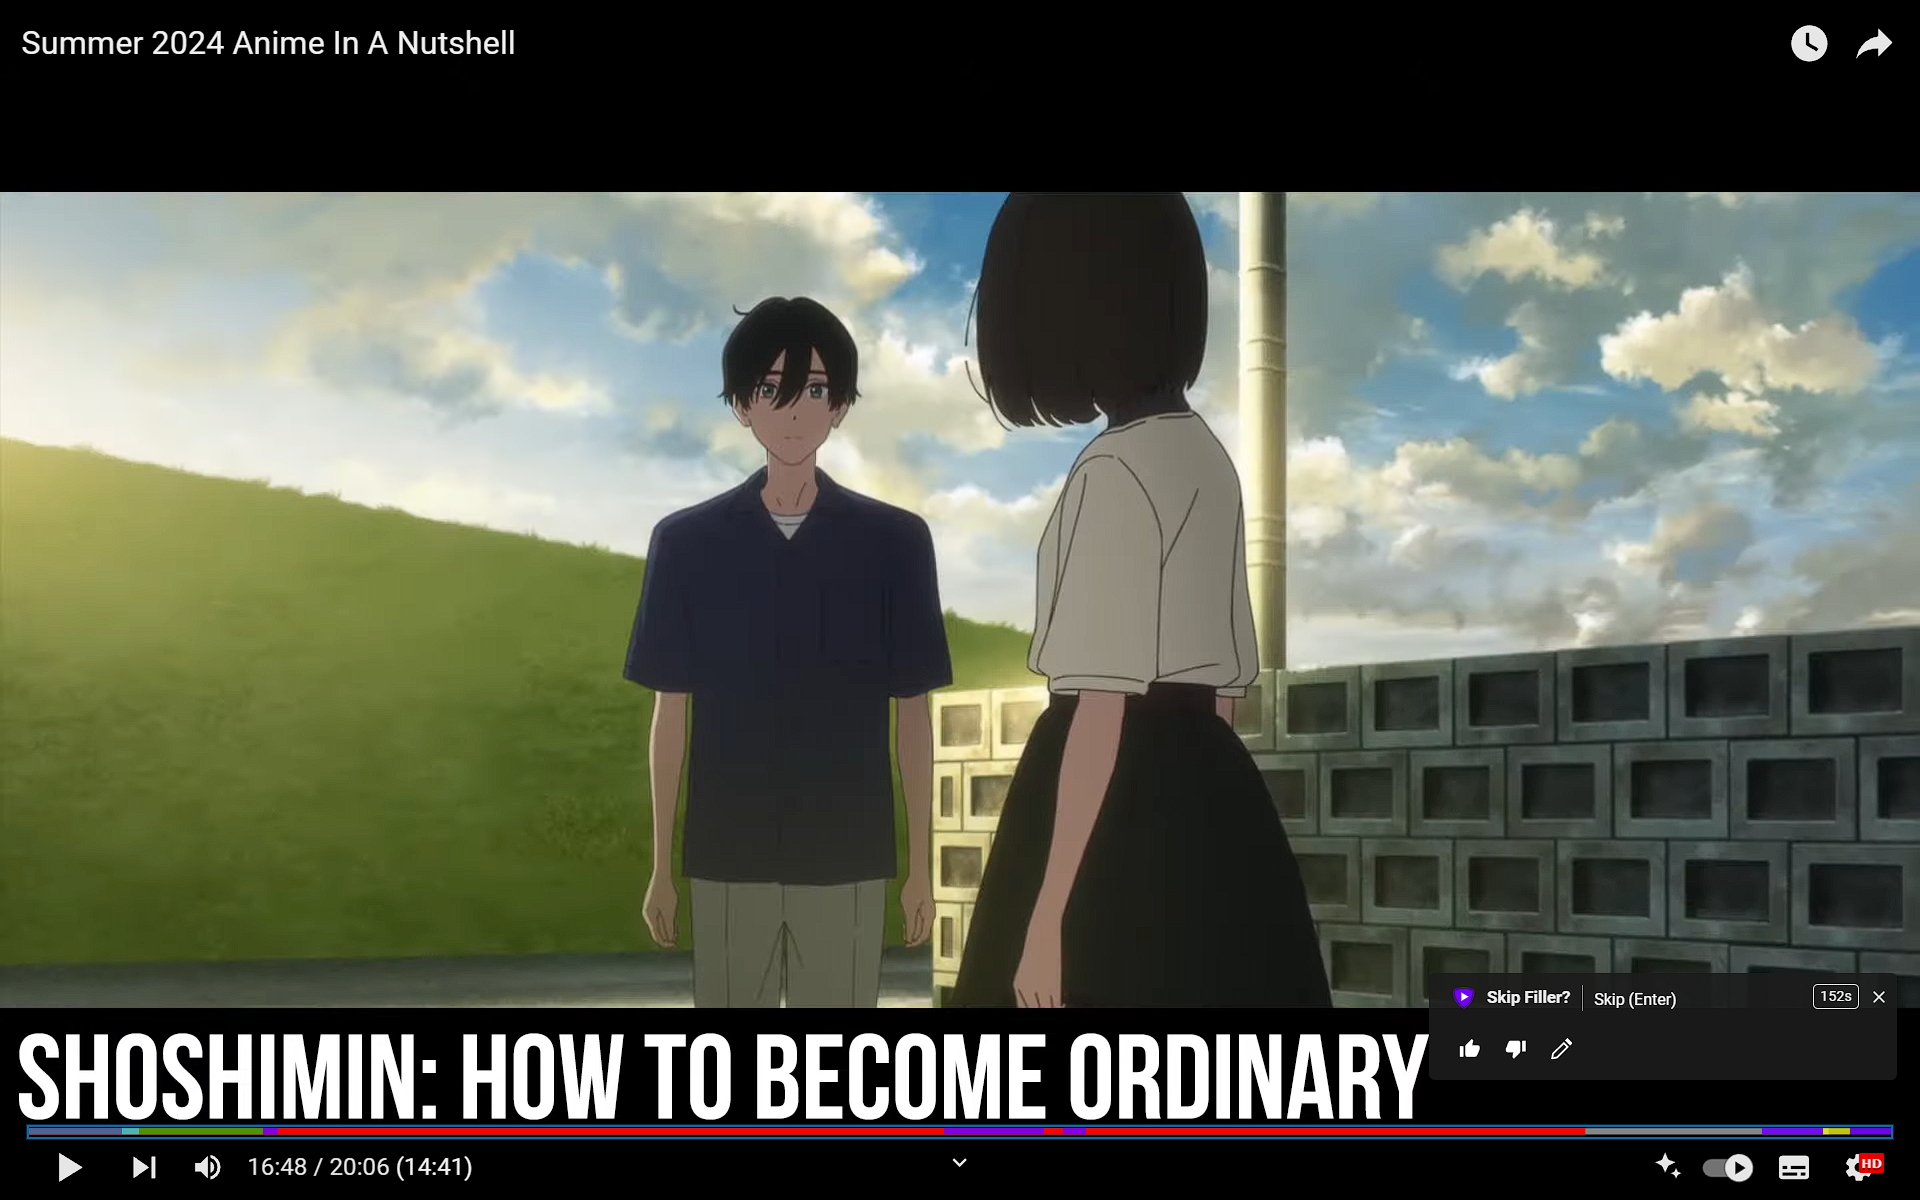 Summer 2024 Anime In A Nutshell
Skip Filler? Skip (Enter) 152s
SHOSHIMIN: HOW TO BECOME ORDINARY
16:48 / 20:06 (14:41)
HD